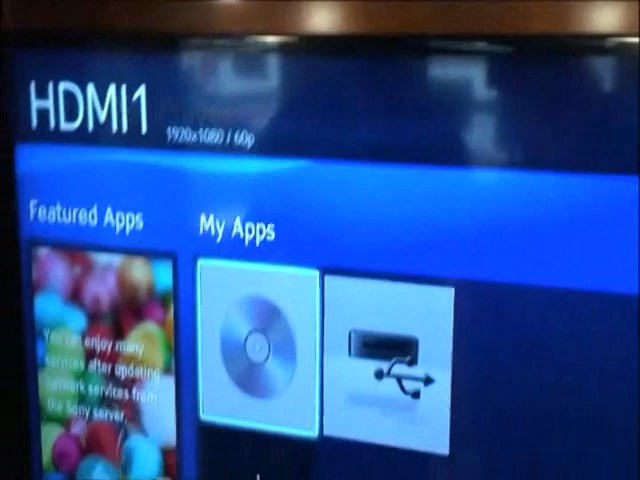 HDMI1
1920x1080 / 60p
Featured Apps
My Apps
You can enjoy many
services after updating
network services from
the Sony server.